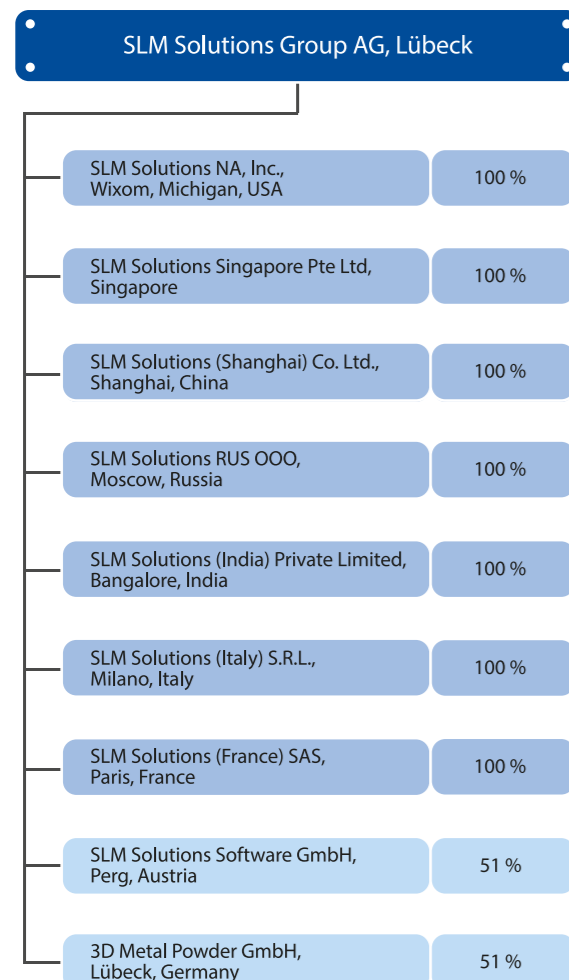 SLM Solutions Group AG, Lübeck
SLM Solutions NA, Inc.,
Wixom, Michigan, USA
100 %
SLM Solutions Singapore Pte Ltd,
Singapore
100 %
SLM Solutions (Shanghai) Co. Ltd.,
Shanghai, China
100 %
SLM Solutions RUS OOO,
Moscow, Russia
100 %
SLM Solutions (India) Private Limited,
Bangalore, India
100 %
SLM Solutions (Italy) S.R.L.,
Milano, Italy
100 %
SLM Solutions (France) SAS,
Paris, France
100 %
SLM Solutions Software GmbH,
Perg, Austria
51 %
3D Metal Powder GmbH,
Lübeck, Germany
51 %